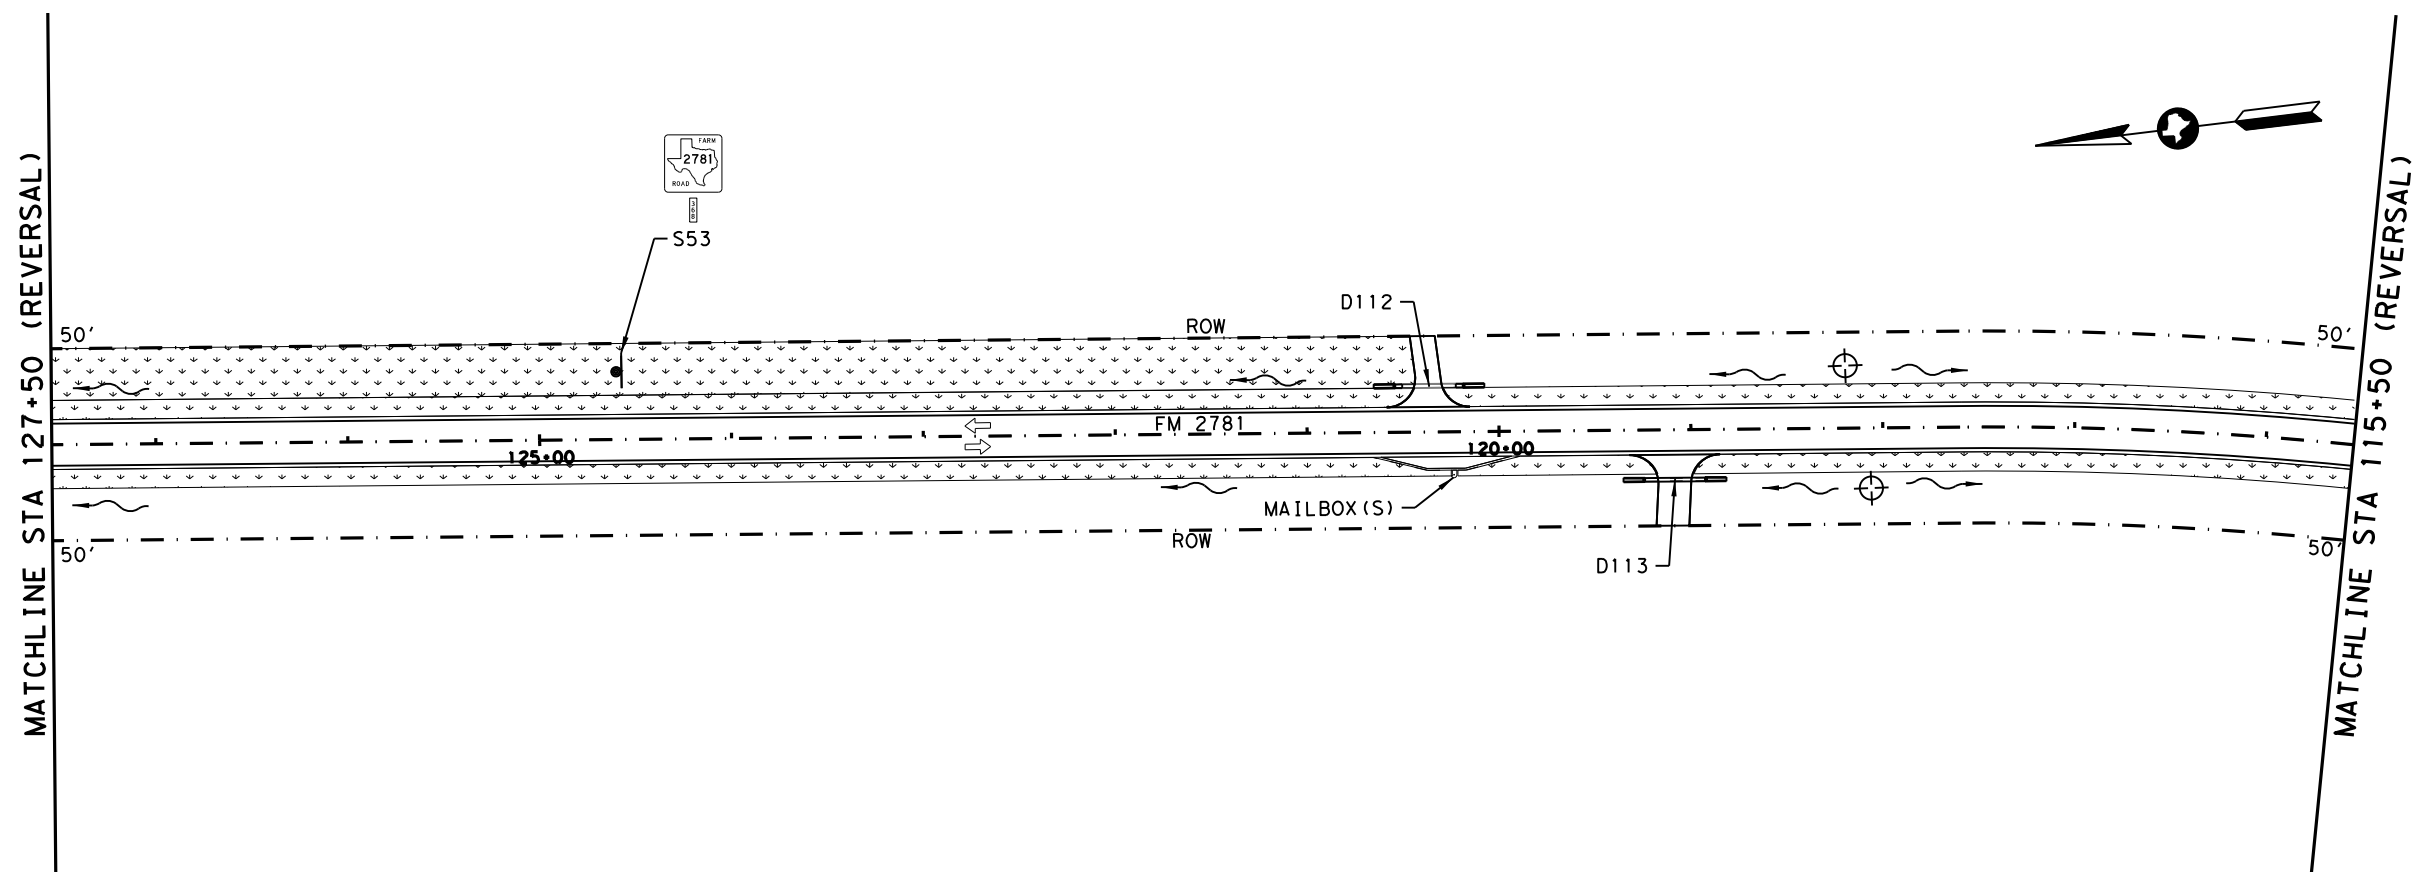 FARM
2781
ROAD
368
S53
MATCHLINE STA 127+50 (REVERSAL)
MATCHLINE STA 115+50 (REVERSAL)
D112
ROW
50'
50'
FM 2781
125+00
120+00
MAILBOX(S)
ROW
50'
50'
D113